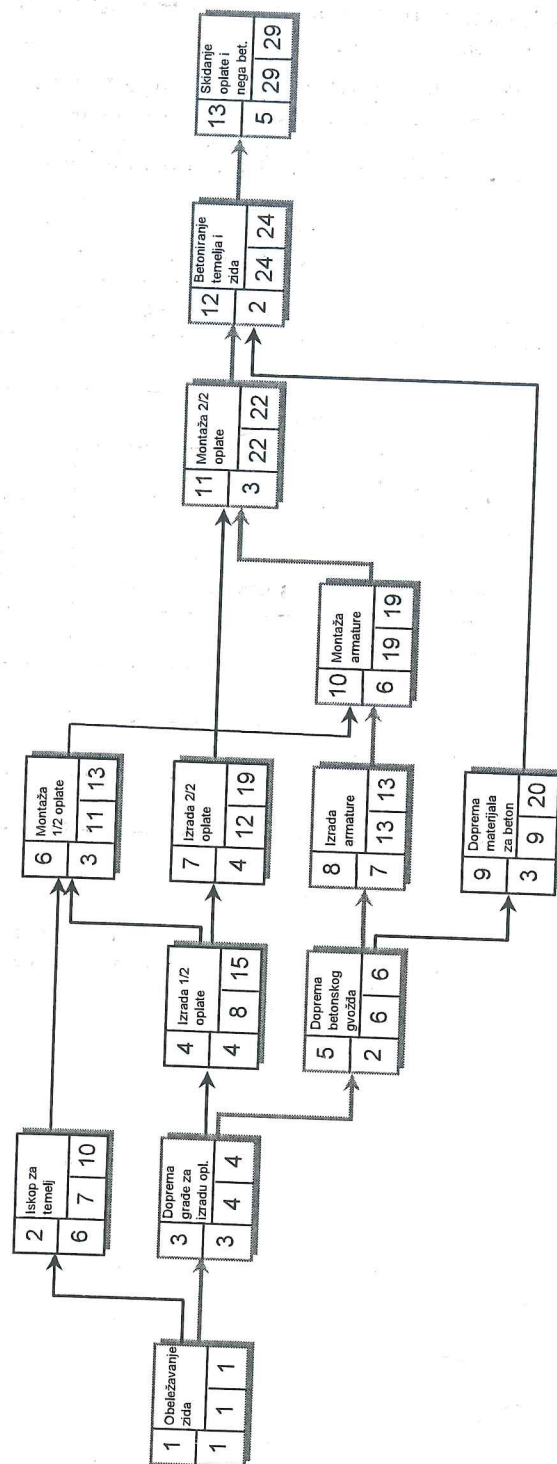 1
Obeležavanje
zida
1
1
1
2
Iskop za
temelj
6
7
10
3
Doprema
građe za
izradu opl.
3
4
4
4
Izrada 1/2
oplate
4
8
15
5
Doprema
betonskog
gvožđa
2
6
6
6
Montaža
1/2 oplate
3
11
13
7
Izrada 2/2
oplate
4
12
19
8
Izrada
armature
7
13
13
9
Doprema
materijala
za beton
3
9
20
10
Montaža
armature
6
19
19
11
Montaža 2/2
oplate
3
22
22
12
Betoniranje
temelja i
zida
2
24
24
13
Skidanje
oplate i
nega bet.
5
29
29